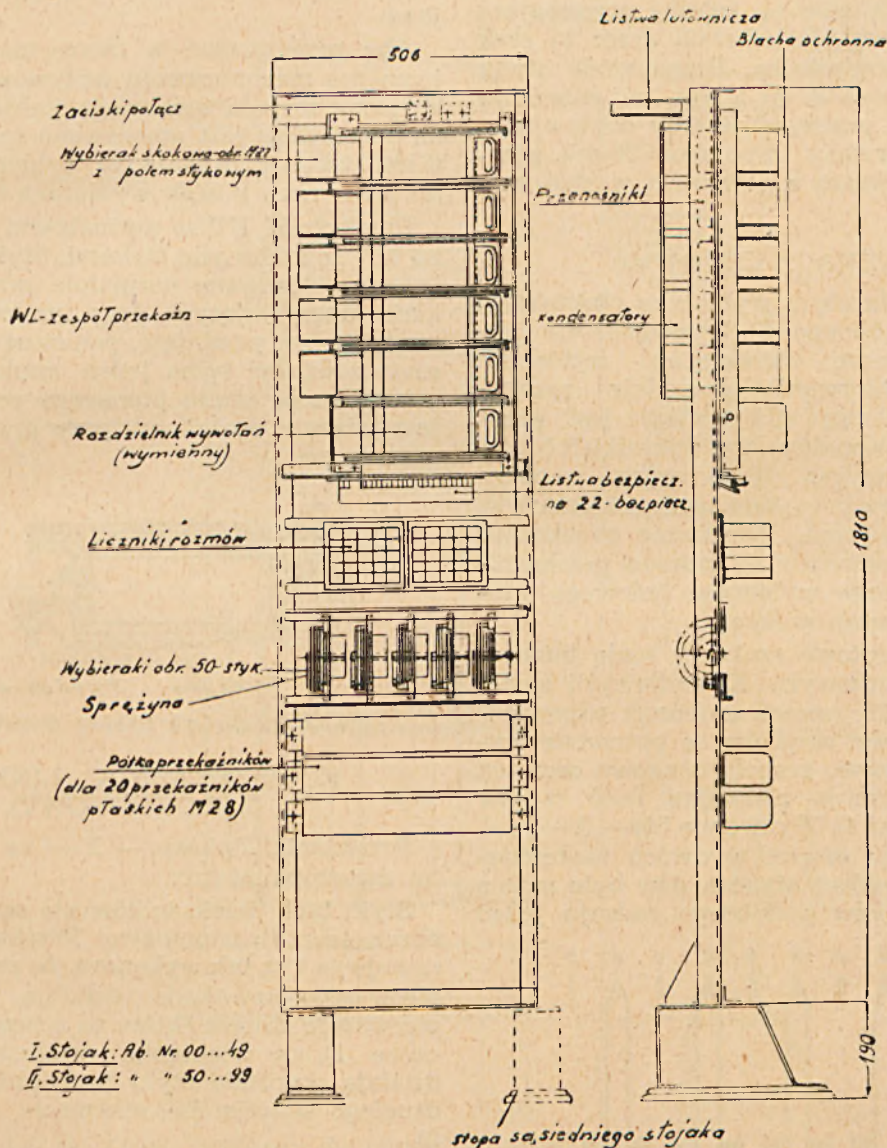 506
Listwa lutownicza
Blacha ochronna
Zaciski połącz
Wybierak skokowo-obr. M27
z polem stykowym
Przenośniki
WL-zespół przekaźn
Kondensatory
Rozdzielnik wywołań
(wymienny)
Listwa bezpiecz.
na 22-bezpiecz.
Liczniki rozmów
1810
Wybieraki obr. 50-styk.
Sprężyna
Półka przekaźników
(dla 20 przekaźników
płaskich M28)
190
I. Stojak: Ab. Nr. 00...49
II. Stojak: " " 50...99
stopa sąsiedniego stojaka